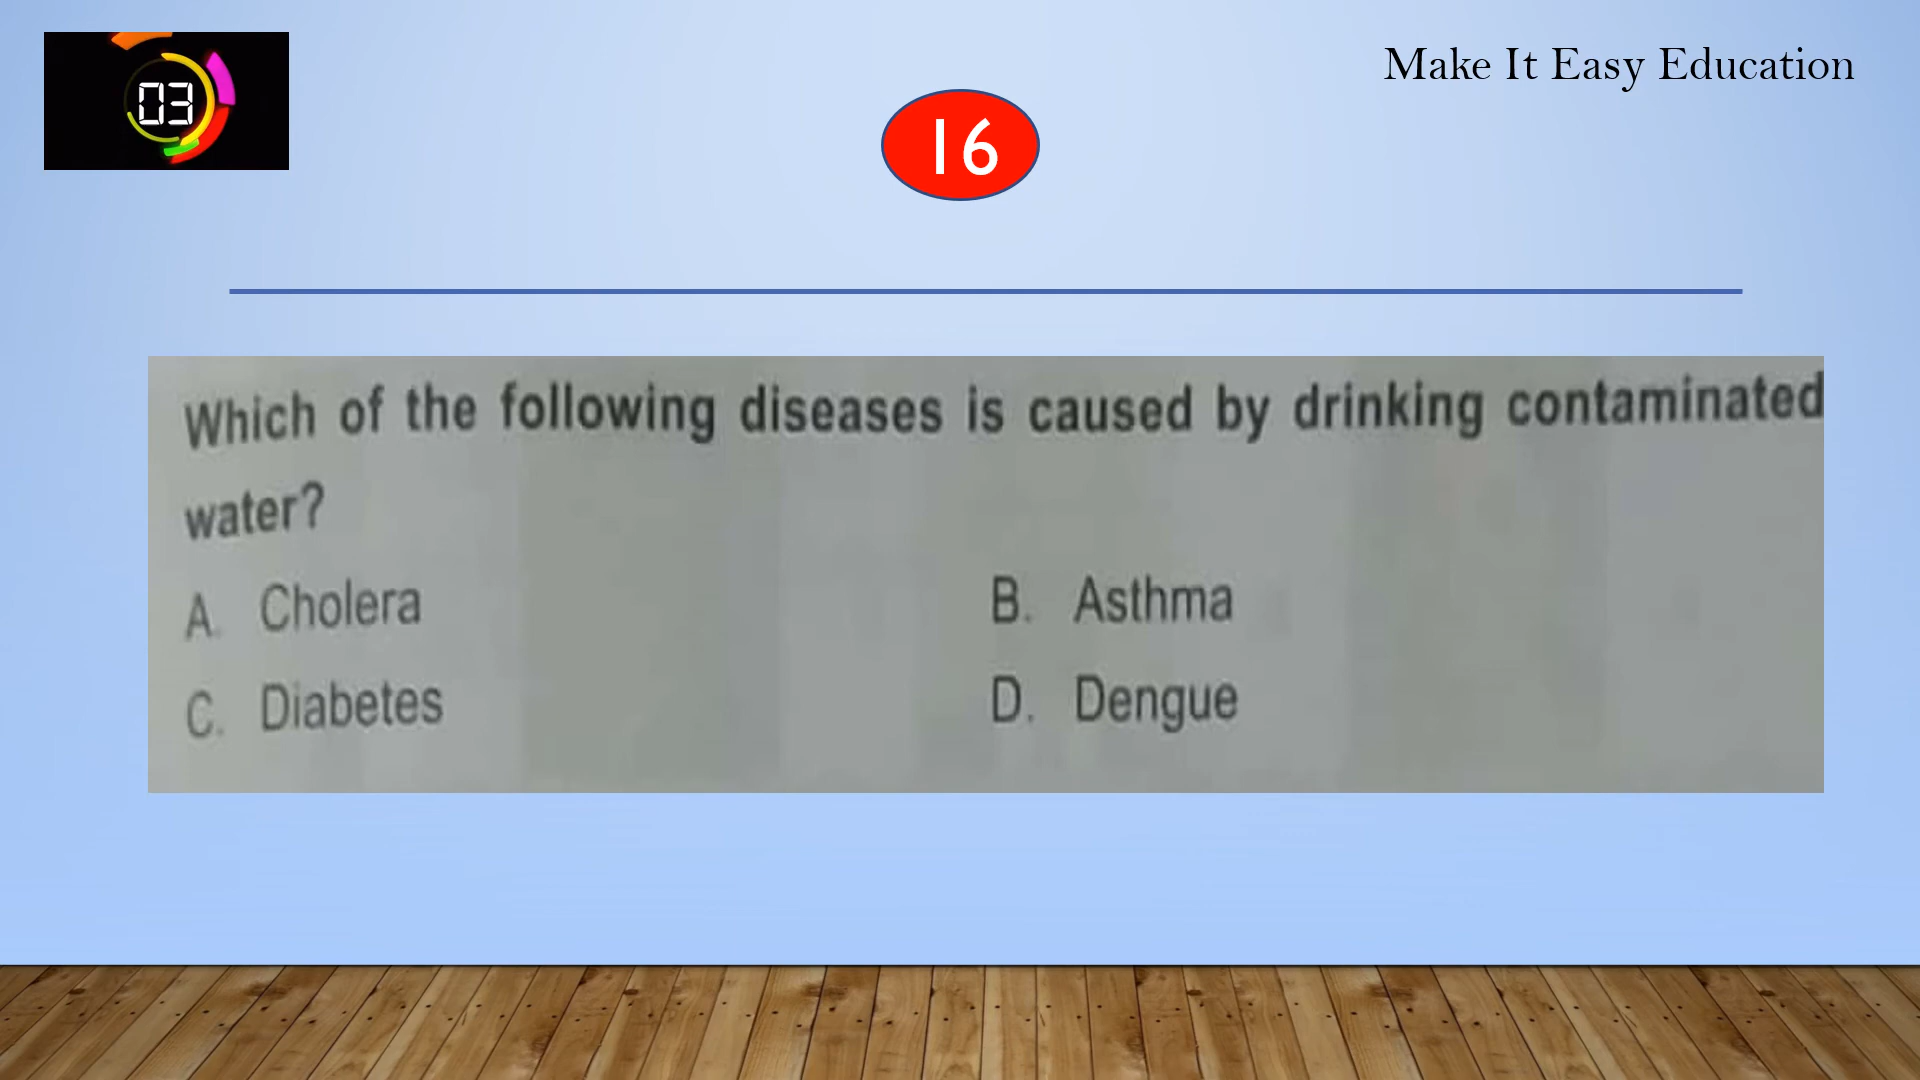 03
Make It Easy Education
16
Which of the following diseases is caused by drinking contaminated
water?
A. Cholera
B. Asthma
C. Diabetes
D. Dengue